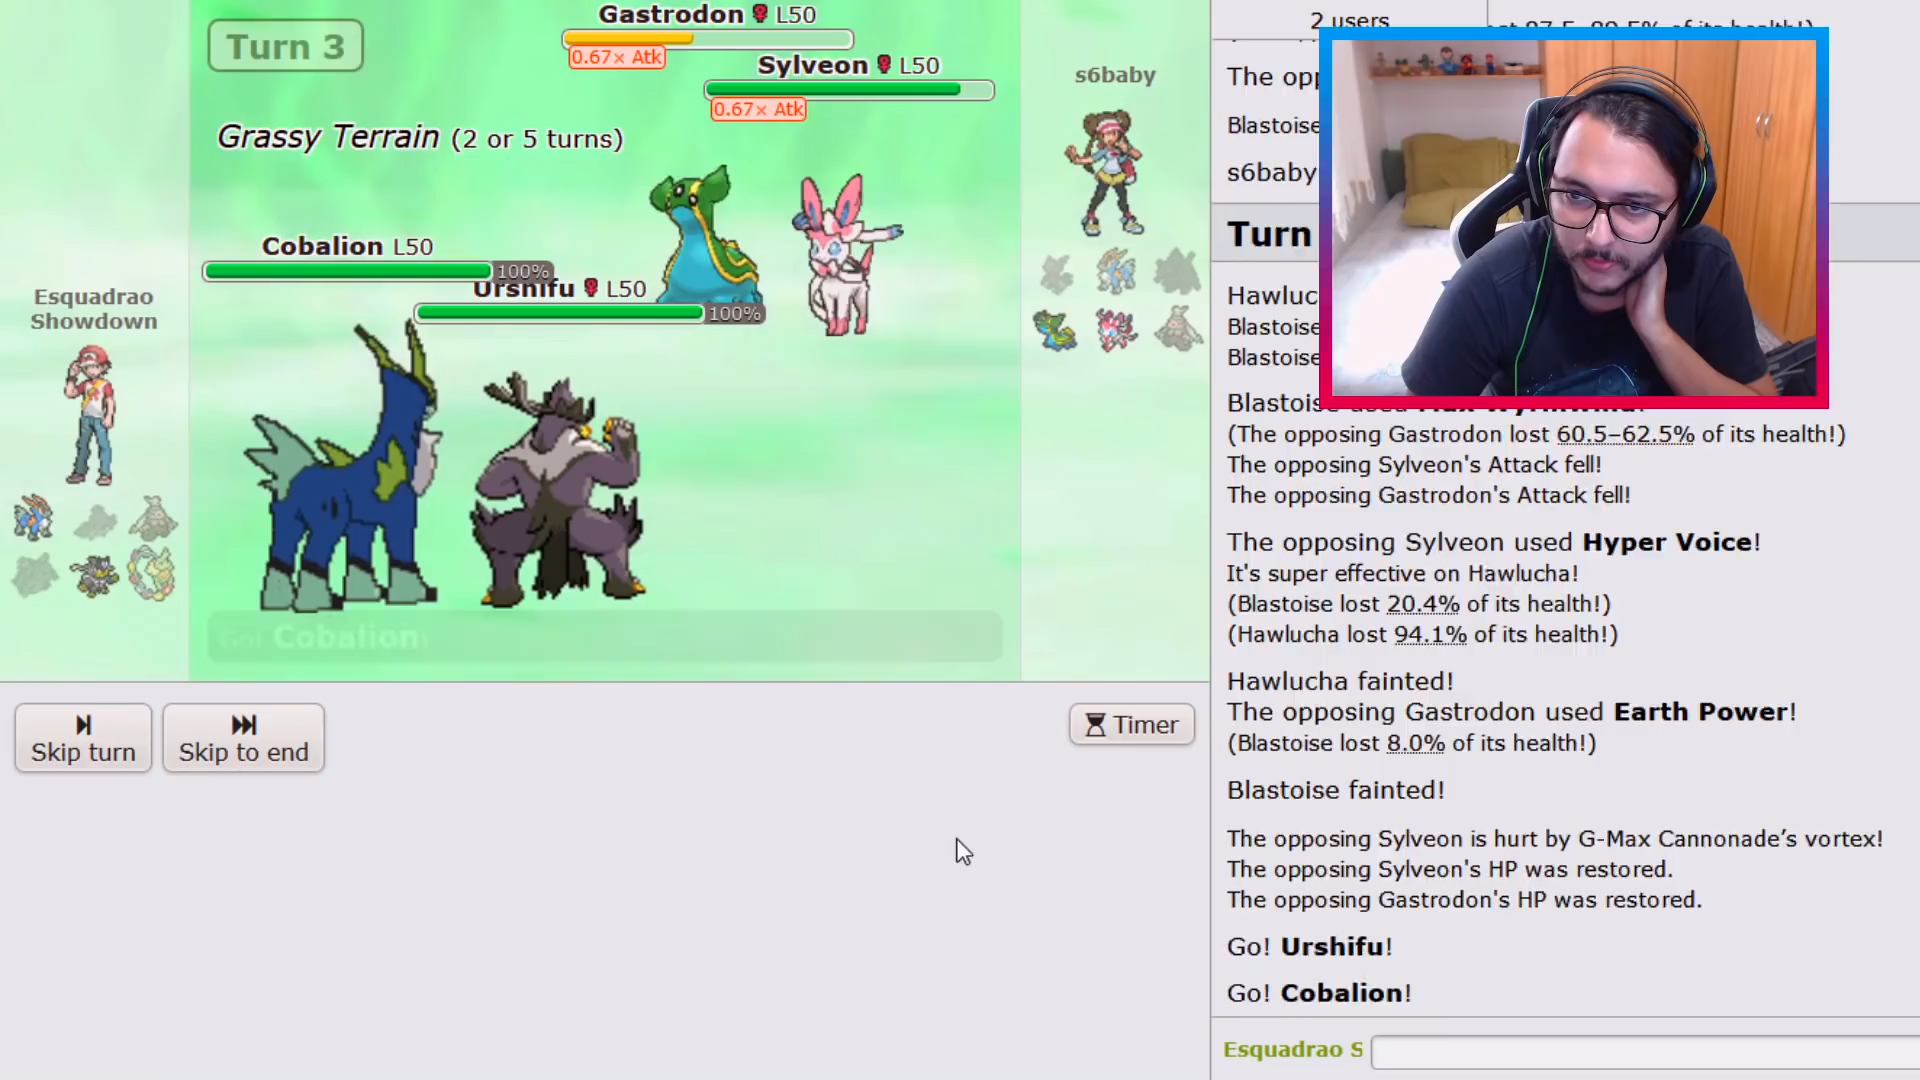 Turn 3
Gastrodon L50
0.67× Atk
Sylveon L50
0.67× Atk
Grassy Terrain (2 or 5 turns)
Cobalion L50
100%
Urshifu L50
100%
Esquadrao
Showdown
s6baby
Go! Cobalion!
Skip turn
Skip to end
Timer
2 users
The opp
Blastoise
s6baby
Turn
Hawluc
Blastoise
Blastoise
Blastoise used Max Wyrmwind!
(The opposing Gastrodon lost 60.5–62.5% of its health!)
The opposing Sylveon's Attack fell!
The opposing Gastrodon's Attack fell!
The opposing Sylveon used Hyper Voice!
It's super effective on Hawlucha!
(Blastoise lost 20.4% of its health!)
(Hawlucha lost 94.1% of its health!)
Hawlucha fainted!
The opposing Gastrodon used Earth Power!
(Blastoise lost 8.0% of its health!)
Blastoise fainted!
The opposing Sylveon is hurt by G-Max Cannonade’s vortex!
The opposing Sylveon's HP was restored.
The opposing Gastrodon's HP was restored.
Go! Urshifu!
Go! Cobalion!
Esquadrao S